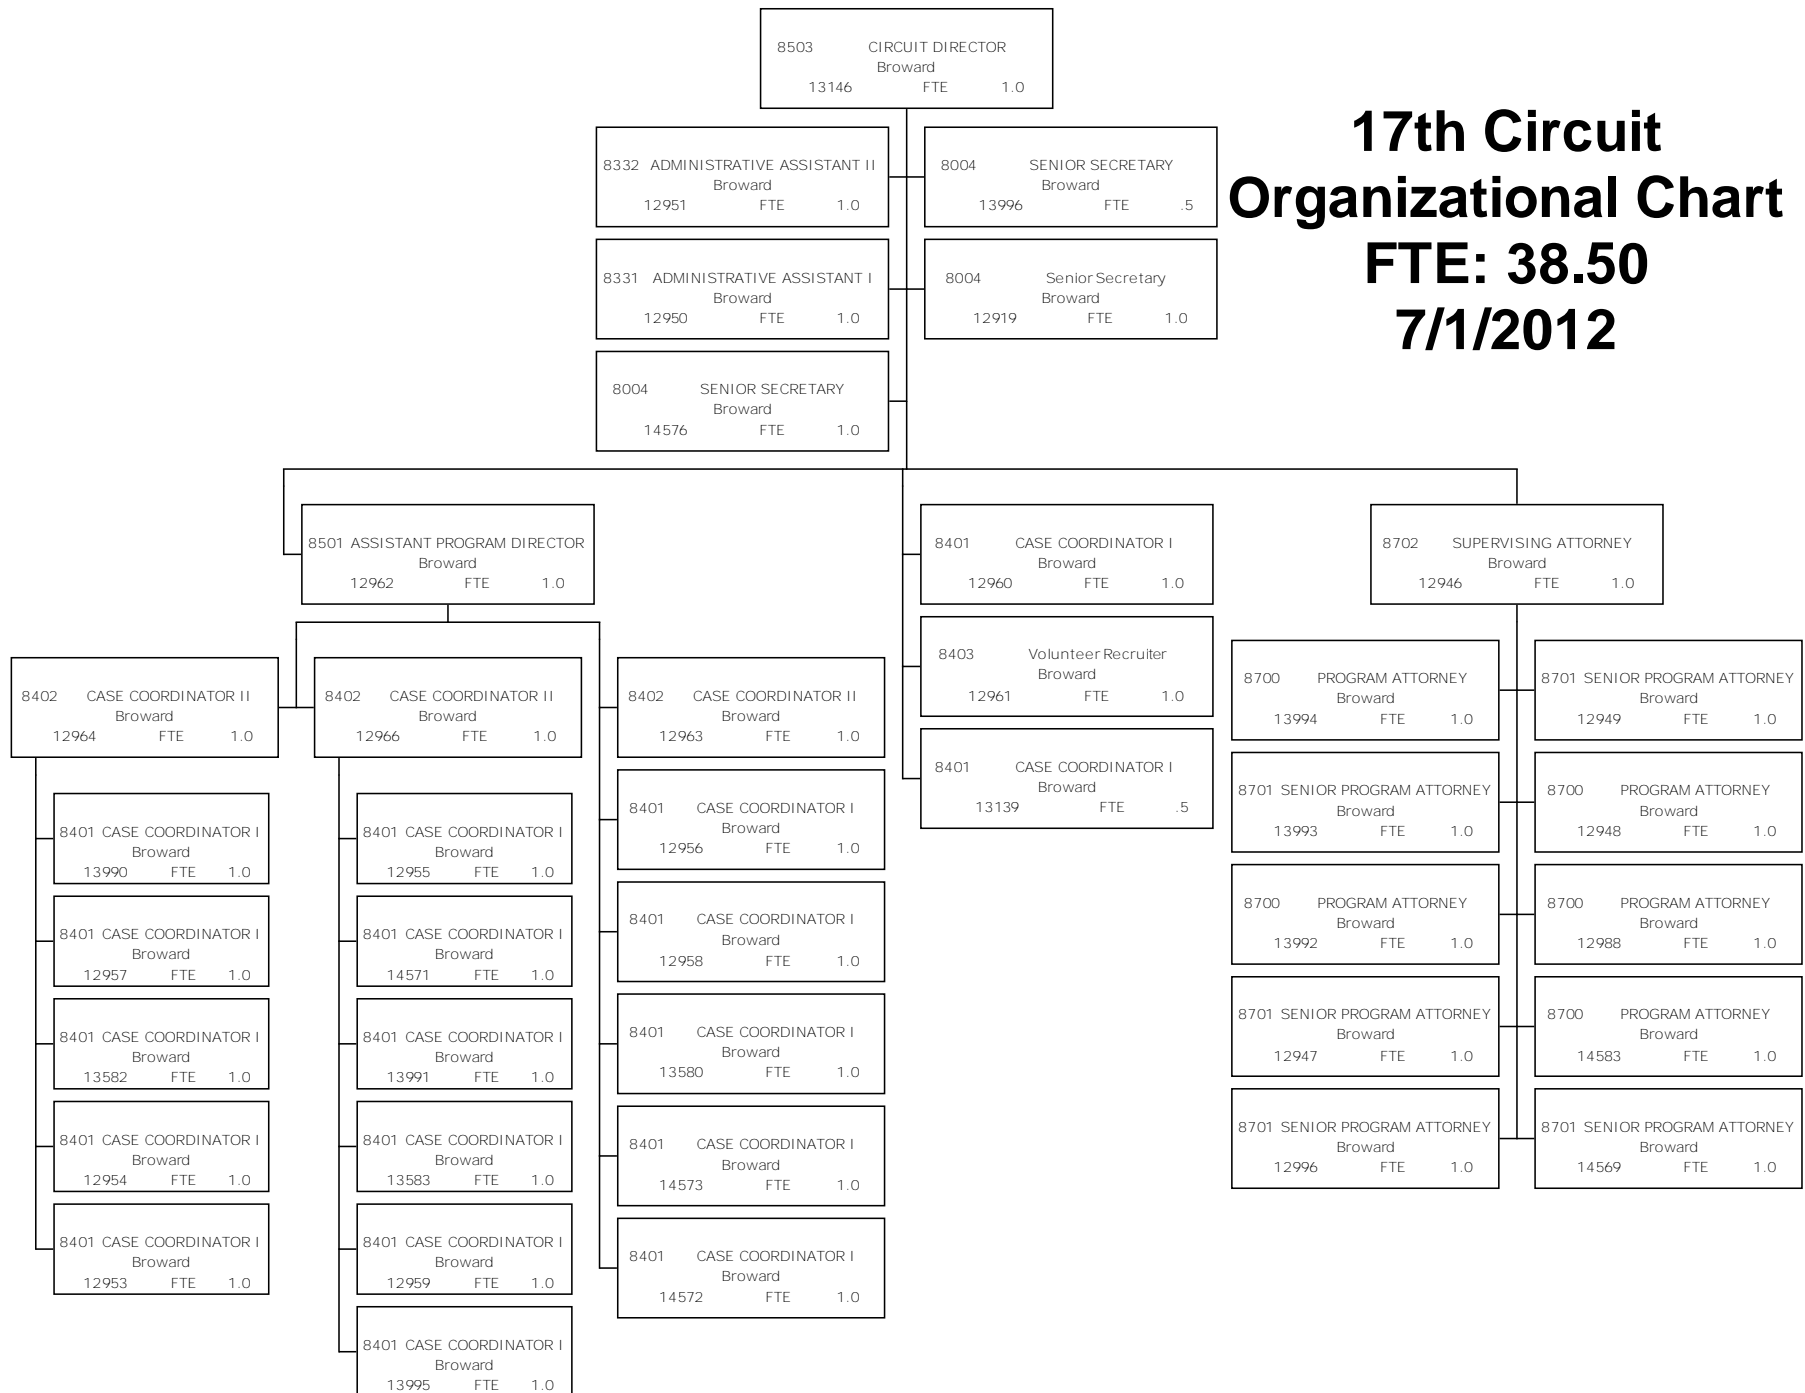 8503 CIRCUIT DIRECTOR
Broward
13146 FTE 1.0
17th Circuit
Organizational Chart
FTE: 38.50
7/1/2012
8332 ADMINISTRATIVE ASSISTANT II
Broward
12951 FTE 1.0
8004 SENIOR SECRETARY
Broward
13996 FTE .5
8331 ADMINISTRATIVE ASSISTANT I
Broward
12950 FTE 1.0
8004 Senior Secretary
Broward
12919 FTE 1.0
8004 SENIOR SECRETARY
Broward
14576 FTE 1.0
8501 ASSISTANT PROGRAM DIRECTOR
Broward
12962 FTE 1.0
8402 CASE COORDINATOR II
Broward
12964 FTE 1.0
8401 CASE COORDINATOR I
Broward
13990 FTE 1.0
8401 CASE COORDINATOR I
Broward
12957 FTE 1.0
8401 CASE COORDINATOR I
Broward
13582 FTE 1.0
8401 CASE COORDINATOR I
Broward
12954 FTE 1.0
8401 CASE COORDINATOR I
Broward
12953 FTE 1.0
8402 CASE COORDINATOR II
Broward
12966 FTE 1.0
8401 CASE COORDINATOR I
Broward
12955 FTE 1.0
8401 CASE COORDINATOR I
Broward
14571 FTE 1.0
8401 CASE COORDINATOR I
Broward
13991 FTE 1.0
8401 CASE COORDINATOR I
Broward
13583 FTE 1.0
8401 CASE COORDINATOR I
Broward
12959 FTE 1.0
8401 CASE COORDINATOR I
Broward
13995 FTE 1.0
8402 CASE COORDINATOR II
Broward
12963 FTE 1.0
8401 CASE COORDINATOR I
Broward
12956 FTE 1.0
8401 CASE COORDINATOR I
Broward
12958 FTE 1.0
8401 CASE COORDINATOR I
Broward
13580 FTE 1.0
8401 CASE COORDINATOR I
Broward
14573 FTE 1.0
8401 CASE COORDINATOR I
Broward
14572 FTE 1.0
8401 CASE COORDINATOR I
Broward
12960 FTE 1.0
8403 Volunteer Recruiter
Broward
12961 FTE 1.0
8401 CASE COORDINATOR I
Broward
13139 FTE .5
8702 SUPERVISING ATTORNEY
Broward
12946 FTE 1.0
8700 PROGRAM ATTORNEY
Broward
13994 FTE 1.0
8701 SENIOR PROGRAM ATTORNEY
Broward
12949 FTE 1.0
8701 SENIOR PROGRAM ATTORNEY
Broward
13993 FTE 1.0
8700 PROGRAM ATTORNEY
Broward
12948 FTE 1.0
8700 PROGRAM ATTORNEY
Broward
13992 FTE 1.0
8700 PROGRAM ATTORNEY
Broward
12988 FTE 1.0
8701 SENIOR PROGRAM ATTORNEY
Broward
12947 FTE 1.0
8700 PROGRAM ATTORNEY
Broward
14583 FTE 1.0
8701 SENIOR PROGRAM ATTORNEY
Broward
12996 FTE 1.0
8701 SENIOR PROGRAM ATTORNEY
Broward
14569 FTE 1.0